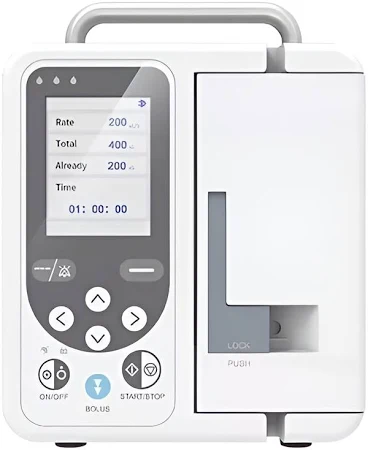 Rate 200
Total 400
Already 200
Time
01: 00: 00
LOCK
PUSH
ON/OFF
BOLUS
START/STOP